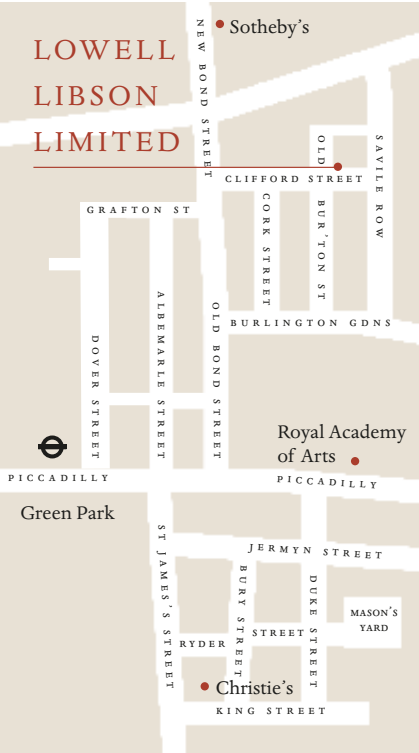 Sotheby’s
LOWELL
LIBSON
LIMITED
NEW BOND STREET
OLD BUR’TON ST
SAVILE ROW
CLIFFORD STREET
CORK STREET
GRAFTON ST
ALBEMARLE STREET
OLD BOND STREET
BURLINGTON GDNS
DOVER STREET
Royal Academy
of Arts
PICCADILLY
PICCADILLY
Green Park
ST JAMES’S STREET
JERMYN STREET
BURY STREET
DUKE STREET
MASON’S
YARD
RYDER STREET
Christie’s
KING STREET